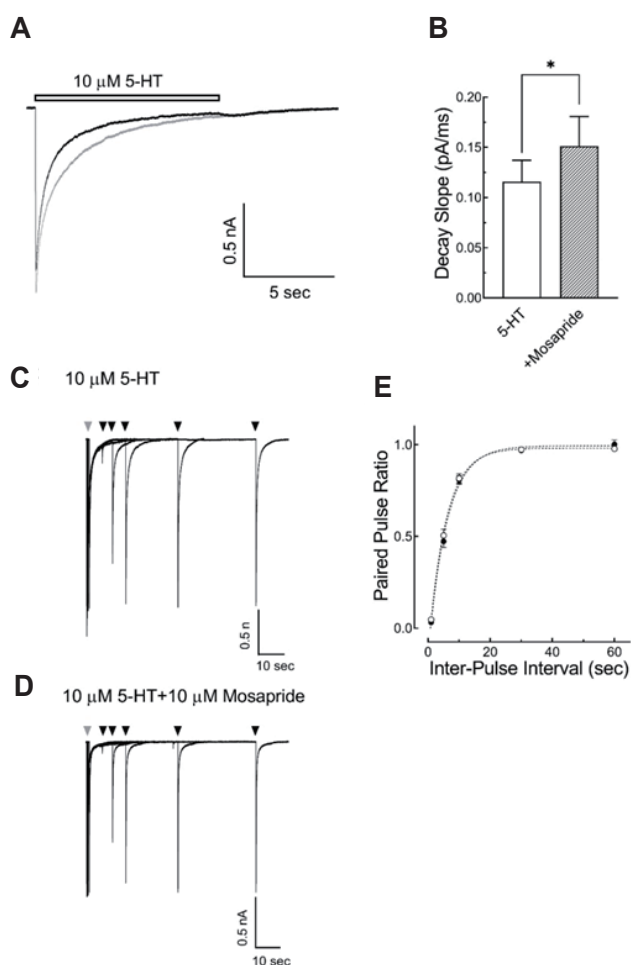 A
10 μM 5-HT
0.5 nA
5 sec
B
*
Decay Slope (pA/ms)
0.20
0.15
0.10
0.05
0.00
5-HT
+Mosapride
C
10 μM 5-HT
0.5 n
10 sec
D
10 μM 5-HT+10 μM Mosapride
0.5 nA
10 sec
E
Paired Pulse Ratio
1.0
0.5
0.0
0 20 40 60
Inter-Pulse Interval (sec)